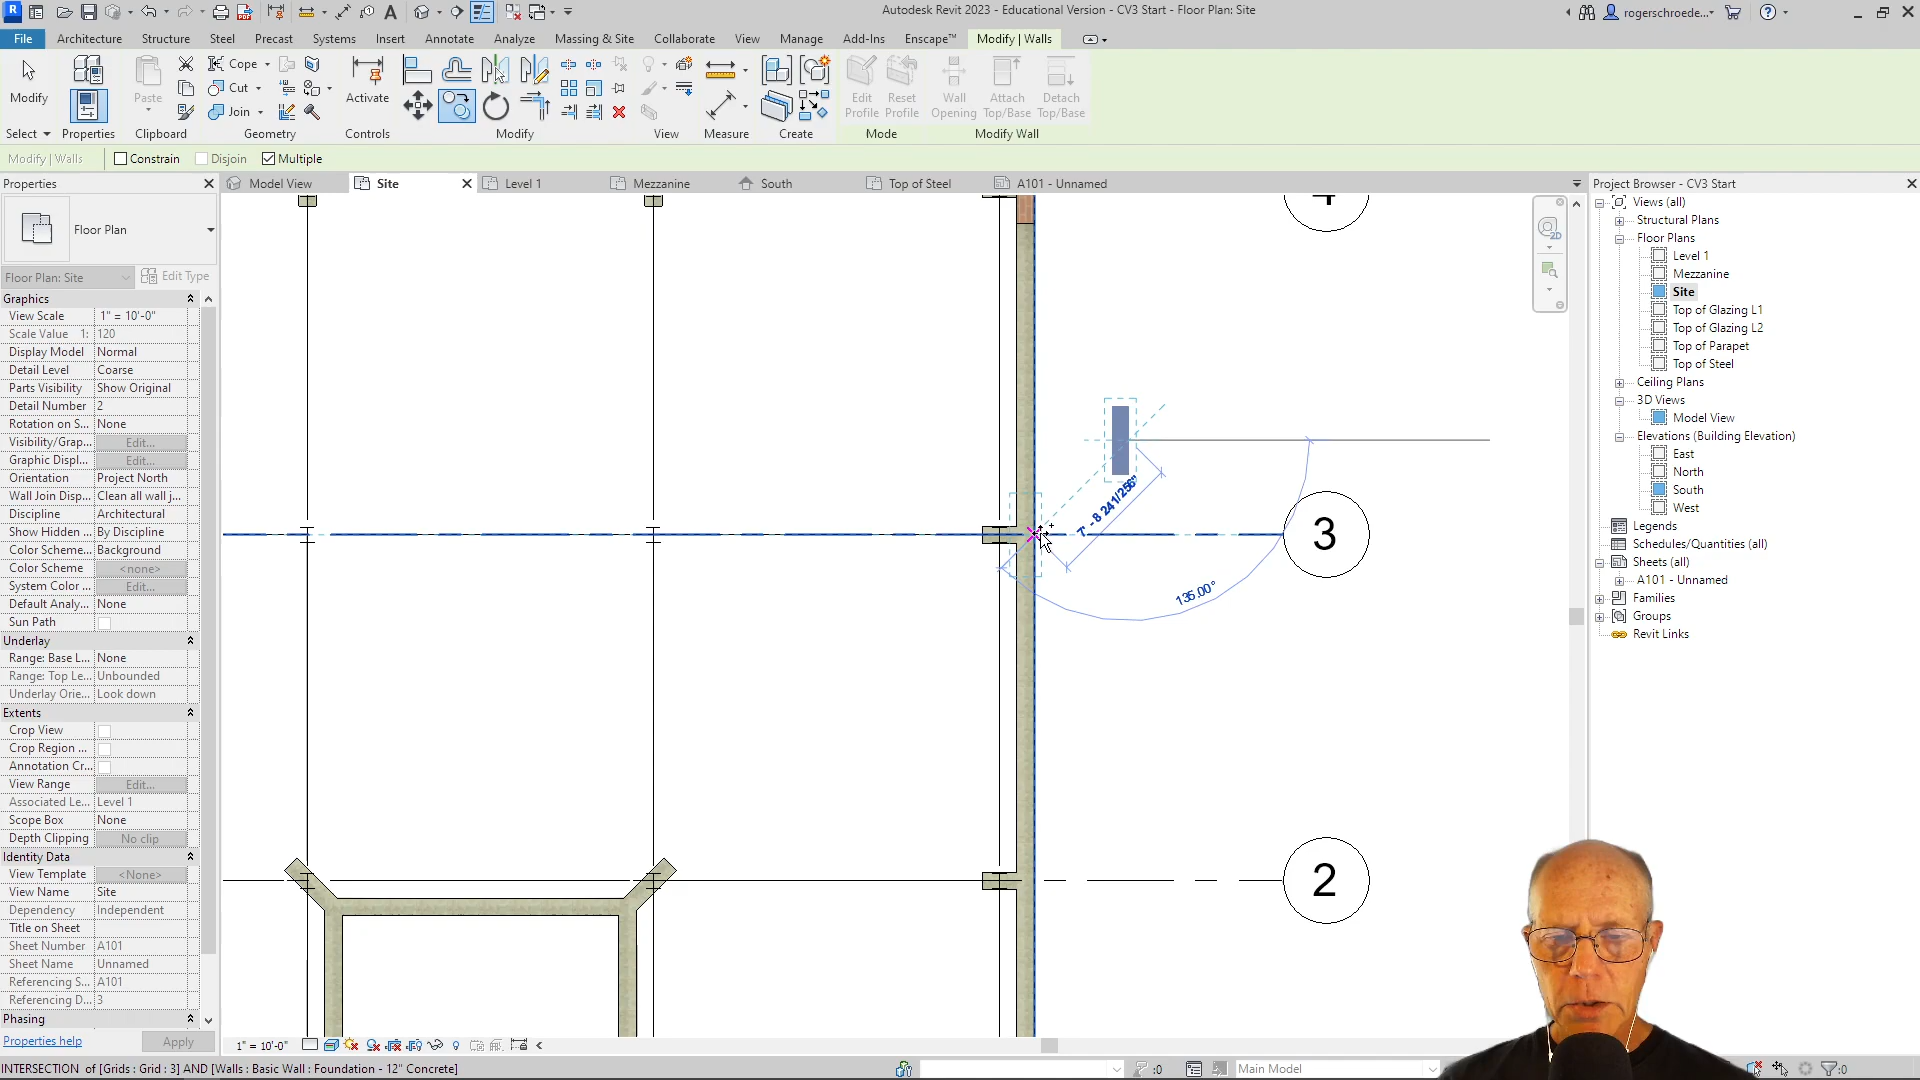 Autodesk Revit 2023 - Educational Version - CV3 Start - Floor Plan: Site
rogerschroede...
File Architecture Structure Steel Precast Systems Insert Annotate Analyze Massing & Site Collaborate View Manage Add-Ins Enscape™ Modify | Walls
Modify
Paste
Cope
Cut
Join
Activate
Edit Profile
Reset Profile
Wall Opening
Attach Top/Base
Detach Top/Base
Select Properties Clipboard Geometry Controls Modify View Measure Create Mode Modify Wall
Modify | Walls Constrain Disjoin Multiple
Properties
Model View Site Level 1 Mezzanine South Top of Steel A101 - Unnamed
Floor Plan
Floor Plan: Site Edit Type
Graphics
View Scale 1" = 10'-0"
Scale Value 1: 120
Display Model Normal
Detail Level Coarse
Parts Visibility Show Original
Detail Number 2
Rotation on S... None
Visibility/Grap... Edit...
Graphic Displ... Edit...
Orientation Project North
Wall Join Disp... Clean all wall j...
Discipline Architectural
Show Hidden ... By Discipline
Color Scheme... Background
Color Scheme <none>
System Color ... Edit...
Default Analy... None
Sun Path
Underlay
Range: Base L... None
Range: Top Le... Unbounded
Underlay Orie... Look down
Extents
Crop View
Crop Region ...
Annotation Cr...
View Range Edit...
Associated Le... Level 1
Scope Box None
Depth Clipping No clip
Identity Data
View Template <None>
View Name Site
Dependency Independent
Title on Sheet
Sheet Number A101
Sheet Name Unnamed
Referencing S... A101
Referencing D... 3
Phasing
Properties help Apply
4
7' - 8 241/256"
3
135.00°
2
Project Browser - CV3 Start
Views (all)
Structural Plans
Floor Plans
Level 1
Mezzanine
Site
Top of Glazing L1
Top of Glazing L2
Top of Parapet
Top of Steel
Ceiling Plans
3D Views
Model View
Elevations (Building Elevation)
East
North
South
West
Legends
Schedules/Quantities (all)
Sheets (all)
A101 - Unnamed
Families
Groups
Revit Links
1" = 10'-0"
INTERSECTION of [Grids : Grid : 3] AND [Walls : Basic Wall : Foundation - 12" Concrete]
:0
Main Model
:0